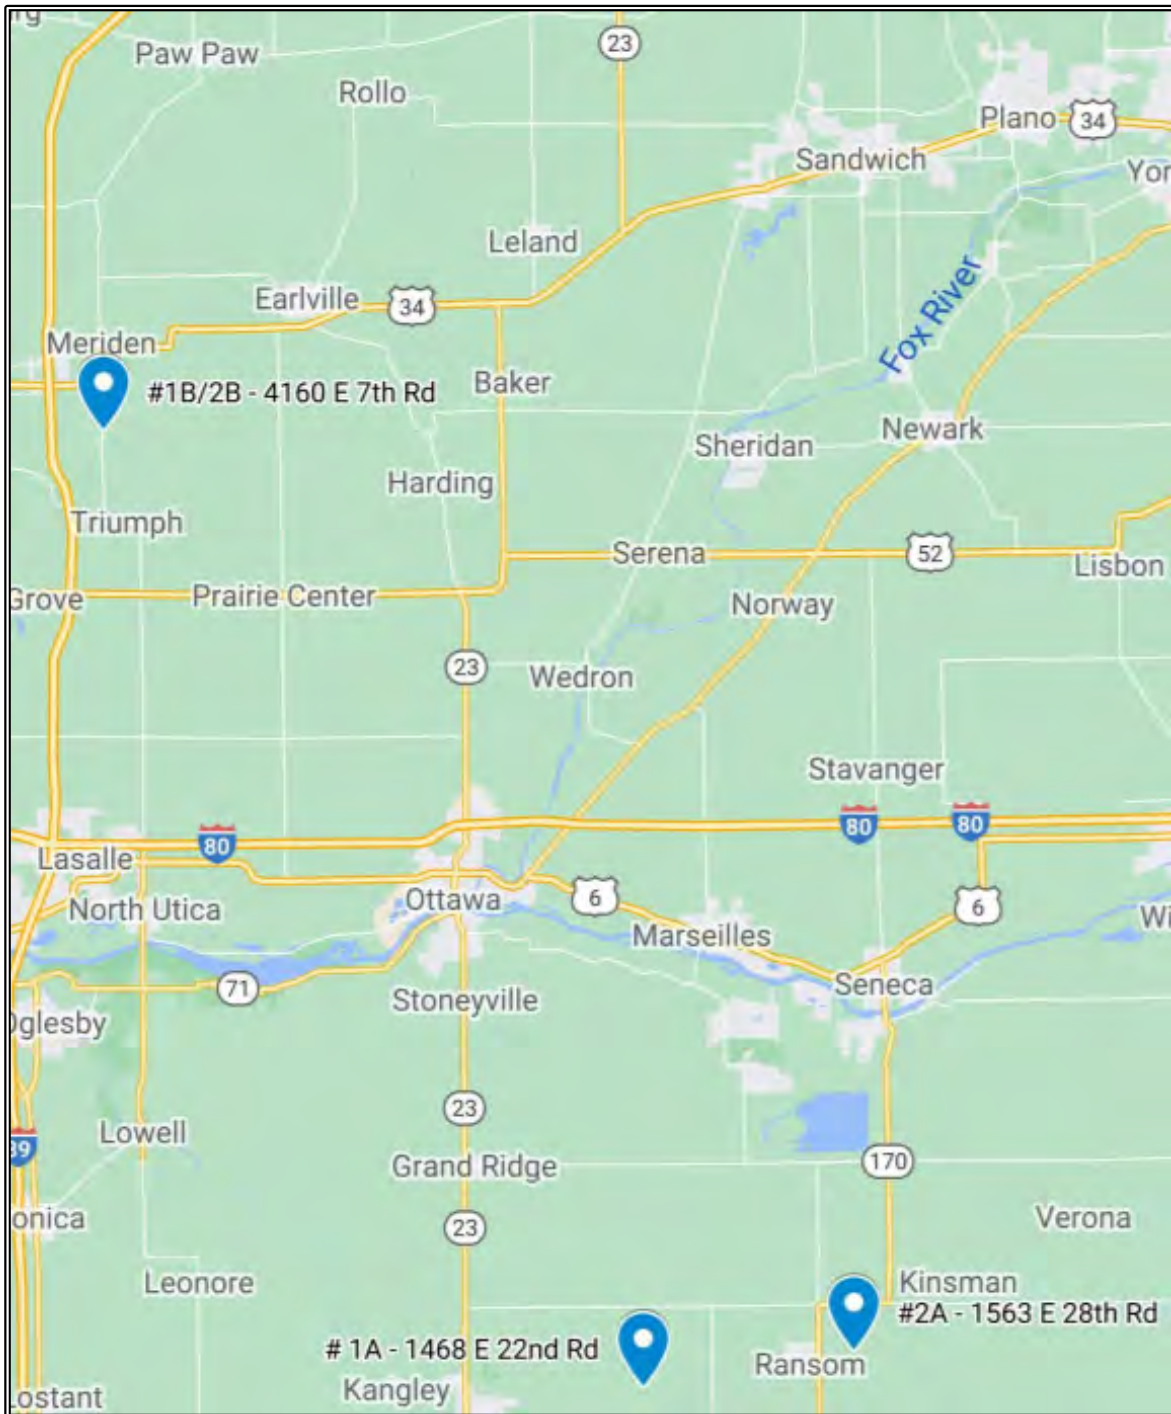 rg
Paw Paw
23
Rollo
Plano
34
Sandwich
Yor
Leland
Earlville
34
Fox River
Meriden
#1B/2B - 4160 E 7th Rd
Baker
Newark
Sheridan
Harding
Triumph
Serena
52
Lisbon
Grove
Prairie Center
Norway
23
Wedron
Stavanger
80
80
80
Lasalle
Ottawa
6
6
North Utica
Marseilles
Wi
71
Seneca
Stoneyville
Oglesby
23
Lowell
39
Grand Ridge
170
onica
23
Verona
Leonore
Kinsman
#2A - 1563 E 28th Rd
# 1A - 1468 E 22nd Rd
Ransom
Kangley
Lostant